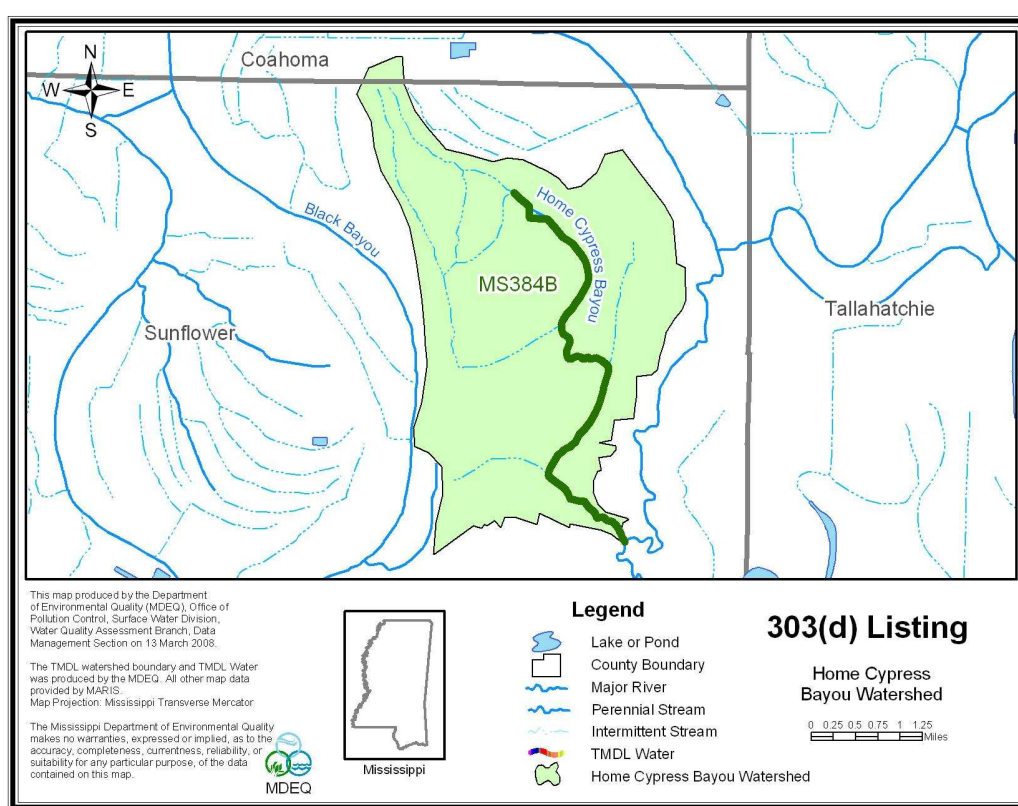 Coahoma
N
W E
S
Black Bayou
Home Cypress Bayou
MS384B
Sunflower
Tallahatchie
This map produced by the Department
of Environmental Quality (MDEQ), Office of
Pollution Control, Surface Water Division,
Water Quality Assessment Branch, Data
Management Section on 13 March 2008.
The TMDL watershed boundary and TMDL Water
was produced by the MDEQ. All other map data
provided by MARIS.
Map Projection: Mississippi Transverse Mercator
The Mississippi Department of Environmental Quality
makes no warranties, expressed or implied, as to the
accuracy, completeness, currentness, reliability, or
suitability for any particular purpose, of the data
contained on this map.
MDEQ
Mississippi
Legend
Lake or Pond
County Boundary
Major River
Perennial Stream
Intermittent Stream
TMDL Water
Home Cypress Bayou Watershed
303(d) Listing
Home Cypress
Bayou Watershed
0 0.25 0.5 0.75 1 1.25
Miles